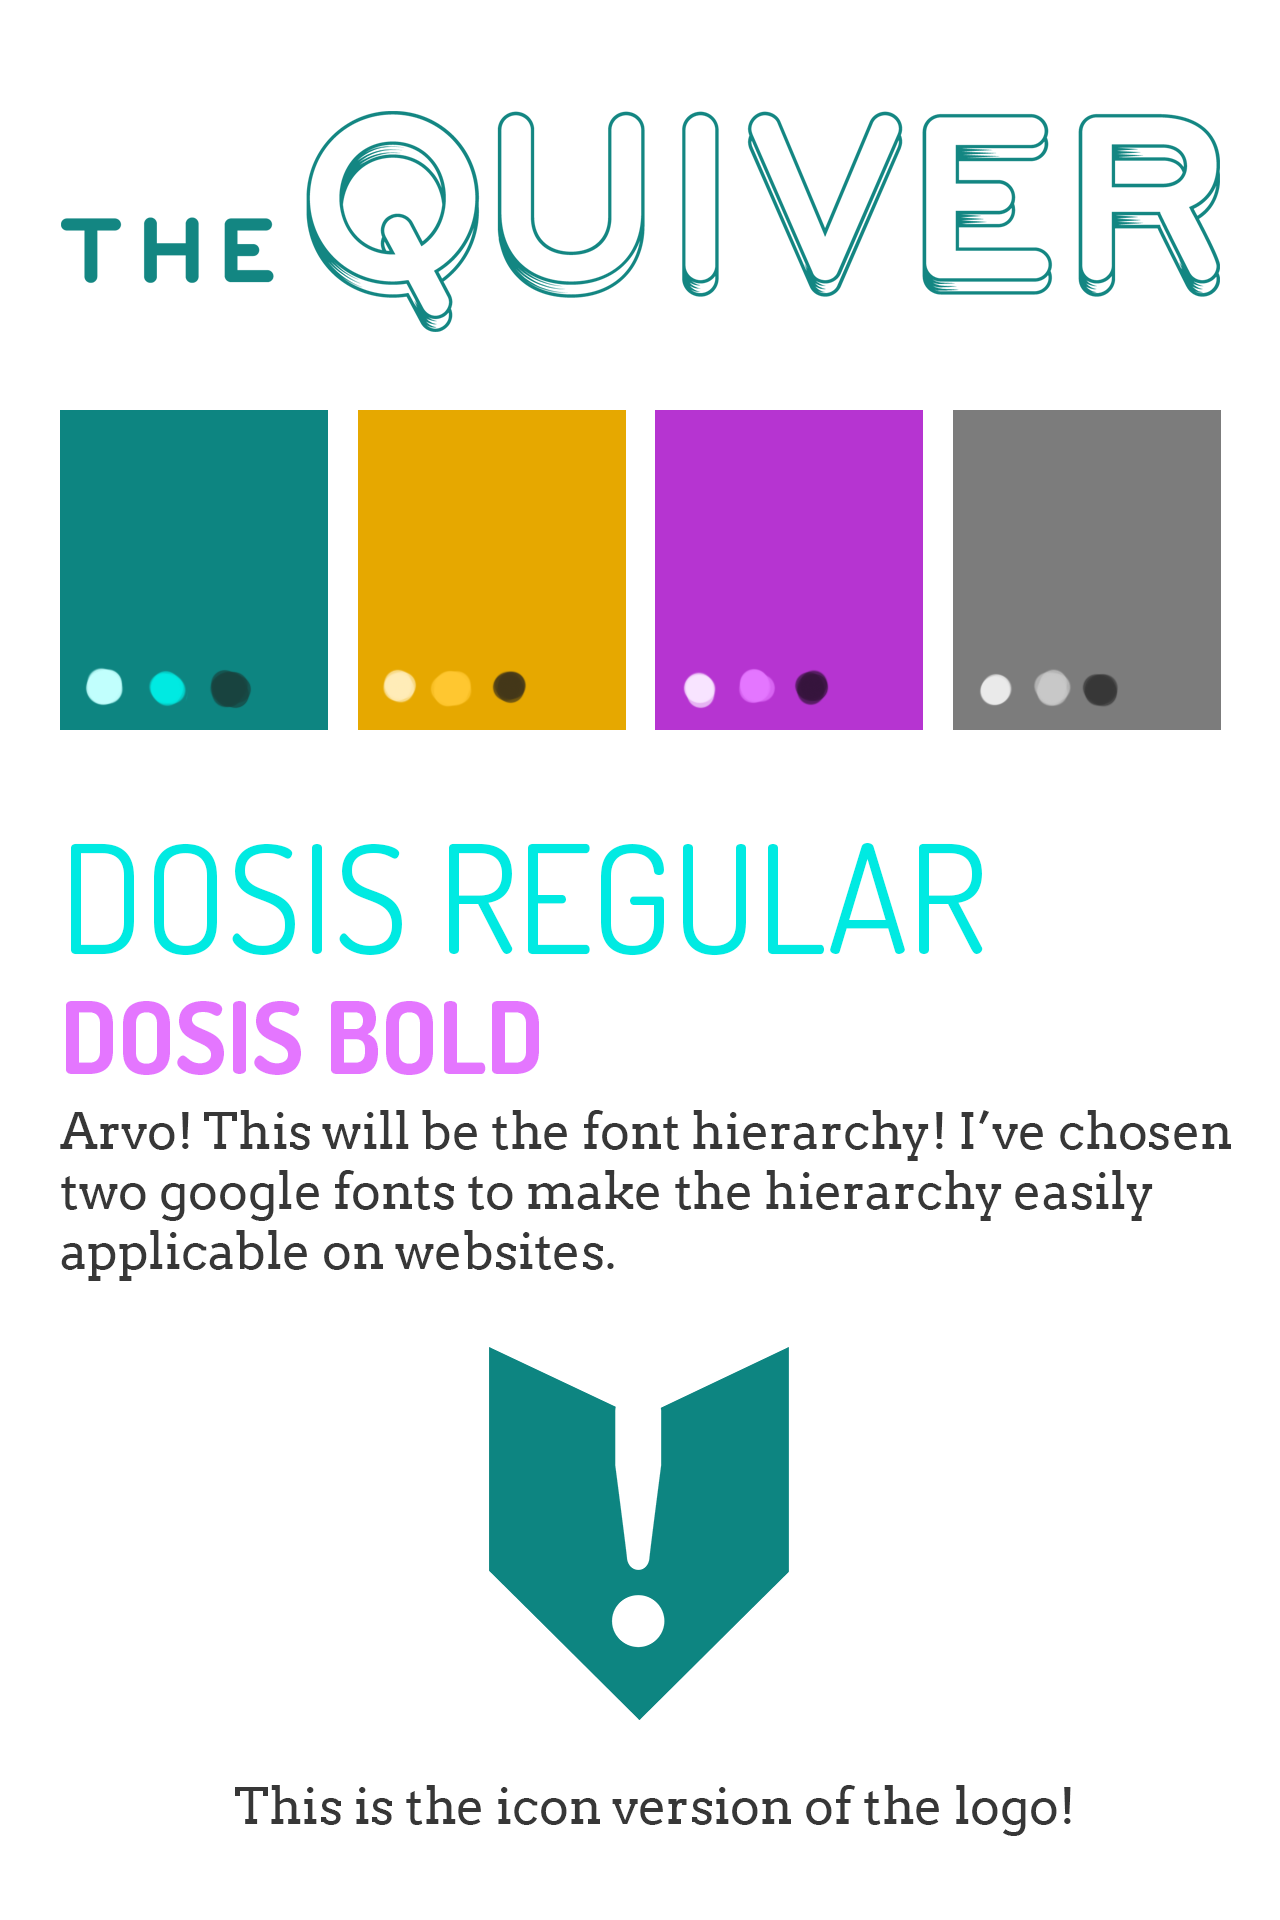 THE QUIVER
DOSIS REGULAR
DOSIS BOLD
Arvo! This will be the font hierarchy! I’ve chosen
two google fonts to make the hierarchy easily
applicable on websites.
This is the icon version of the logo!